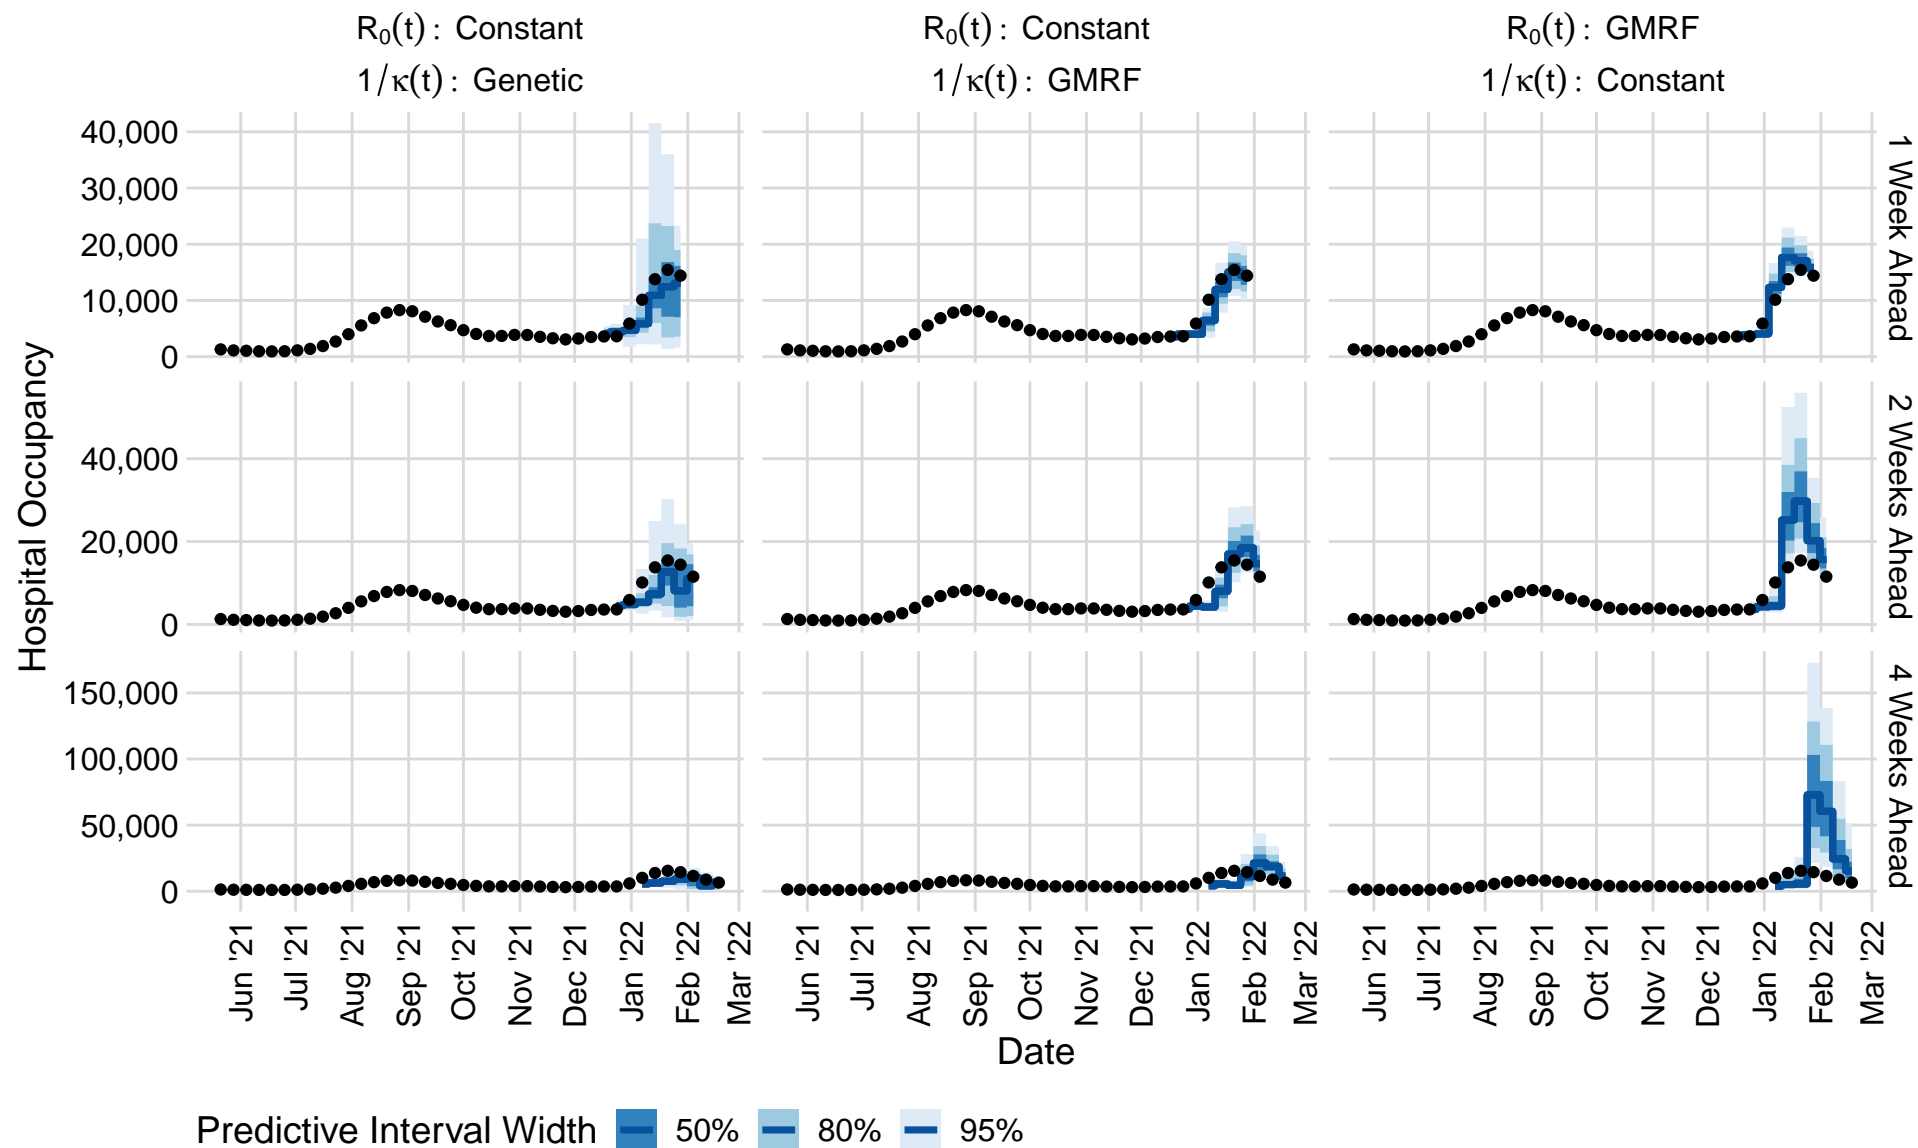 R₀(t) : Constant
1/κ(t) : Genetic
R₀(t) : Constant
1/κ(t) : GMRF
R₀(t) : GMRF
1/κ(t) : Constant
40,000
30,000
20,000
10,000
0
1 Week Ahead
40,000
20,000
0
2 Weeks Ahead
150,000
100,000
50,000
0
4 Weeks Ahead
Hospital Occupancy
Jun '21
Jul '21
Aug '21
Sep '21
Oct '21
Nov '21
Dec '21
Jan '22
Feb '22
Mar '22
Jun '21
Jul '21
Aug '21
Sep '21
Oct '21
Nov '21
Dec '21
Jan '22
Feb '22
Mar '22
Jun '21
Jul '21
Aug '21
Sep '21
Oct '21
Nov '21
Dec '21
Jan '22
Feb '22
Mar '22
Date
Predictive Interval Width 50% 80% 95%